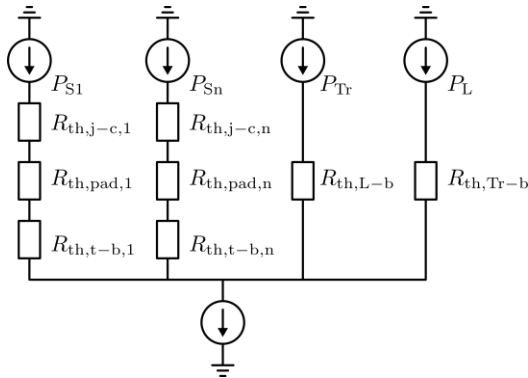 P_S1 P_Sn P_Tr P_L
R_th,j−c,1 R_th,j−c,n
R_th,pad,1 R_th,pad,n R_th,L−b R_th,Tr−b
R_th,t−b,1 R_th,t−b,n